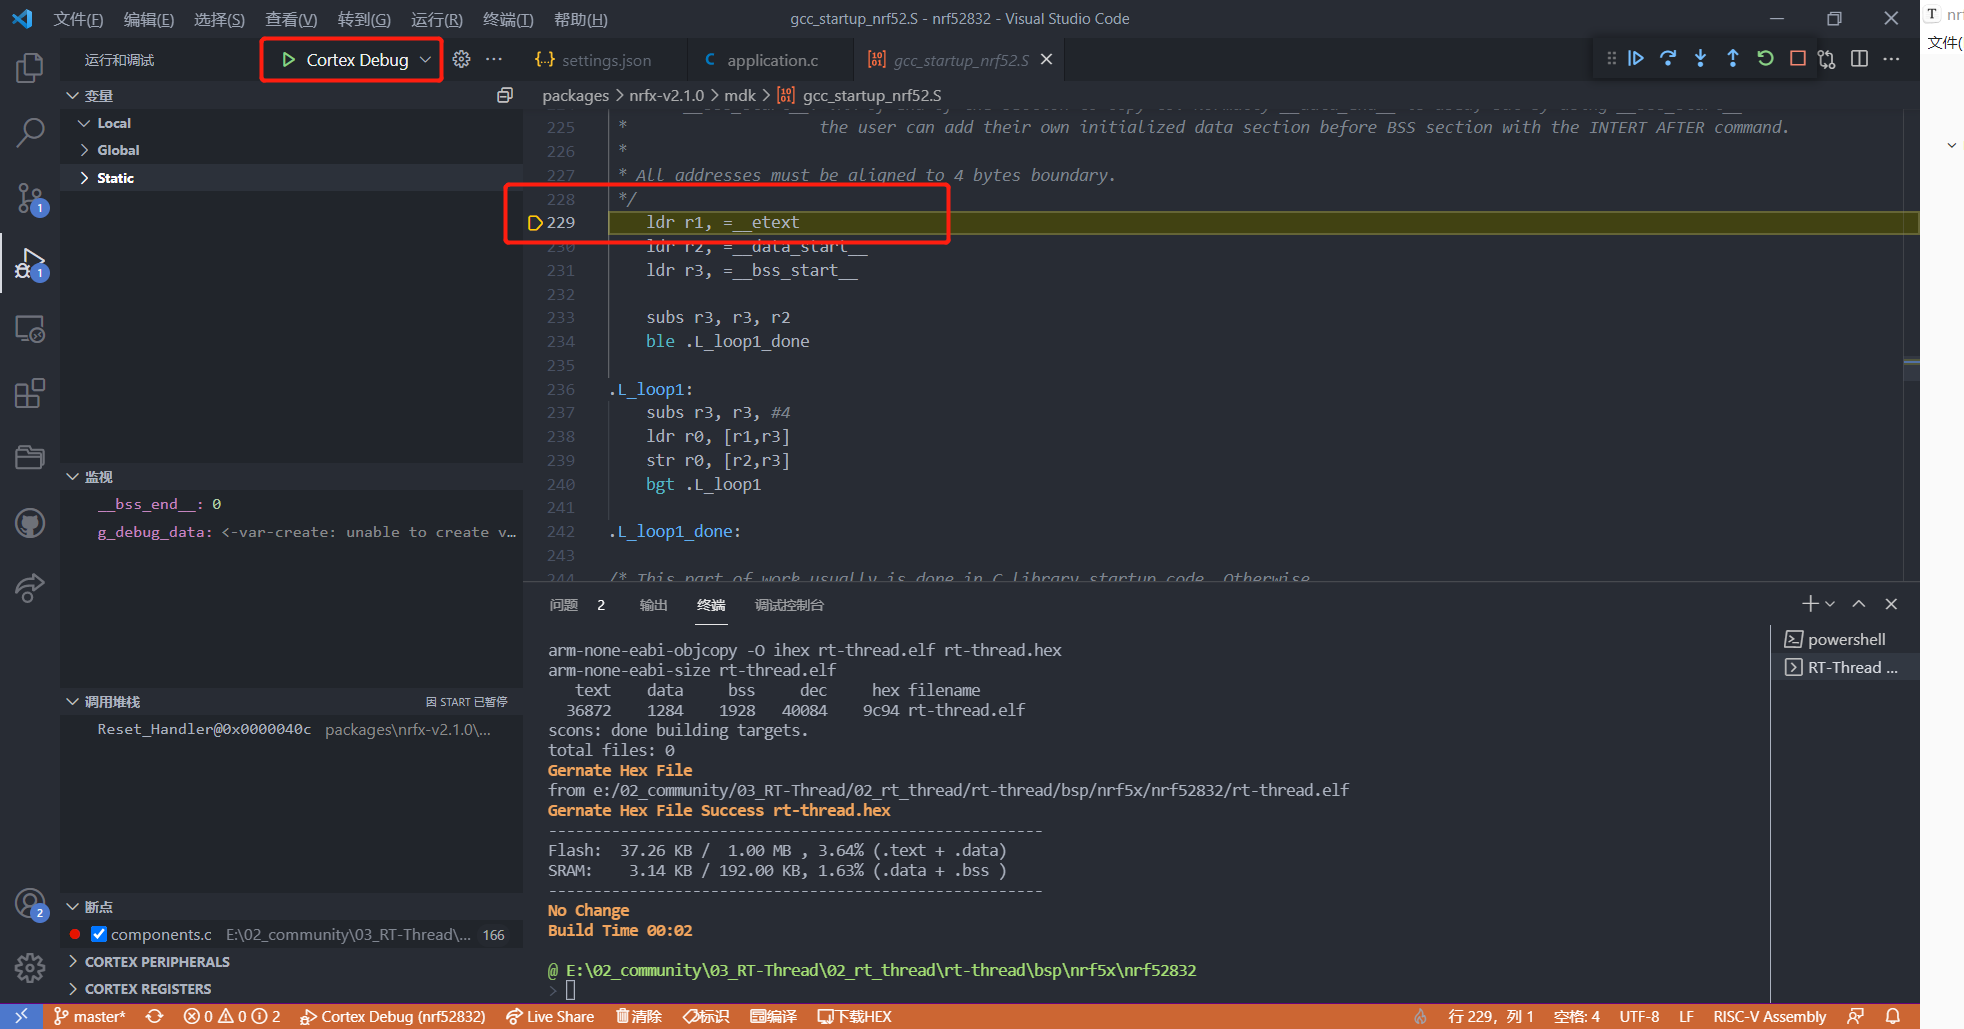 文件(F) 编辑(E) 选择(S) 查看(V) 转到(G) 运行(R) 终端(T) 帮助(H) gcc_startup_nrf52.S - nrf52832 - Visual Studio Code
T nrf
文件(
运行和调试 Cortex Debug
settings.json application.c gcc_startup_nrf52.S
packages > nrfx-v2.1.0 > mdk > gcc_startup_nrf52.S
变量
Local
Global
Static
225 * the user can add their own initialized data section before BSS section with the INTERT AFTER command.
226 *
227 * All addresses must be aligned to 4 bytes boundary.
228 */
229 ldr r1, =__etext
230 ldr r2, =__data_start__
231 ldr r3, =__bss_start__
232
233 subs r3, r3, r2
234 ble .L_loop1_done
235
236 .L_loop1:
237 subs r3, r3, #4
238 ldr r0, [r1,r3]
239 str r0, [r2,r3]
240 bgt .L_loop1
241
242 .L_loop1_done:
243
244 /* This part of work usually is done in C library startup code. Otherwise,
监视
__bss_end__: 0
g_debug_data: <-var-create: unable to create v…
调用堆栈 因 START 已暂停
Reset_Handler@0x0000040c packages\nrfx-v2.1.0\...
断点
components.c E:\02_community\03_RT-Thread\... 166
CORTEX PERIPHERALS
CORTEX REGISTERS
1
1
2
问题 2 输出 终端 调试控制台
powershell
RT-Thread ...
arm-none-eabi-objcopy -O ihex rt-thread.elf rt-thread.hex
arm-none-eabi-size rt-thread.elf
text data bss dec hex filename
36872 1284 1928 40084 9c94 rt-thread.elf
scons: done building targets.
total files: 0
Gernate Hex File
from e:/02_community/03_RT-Thread/02_rt_thread/rt-thread/bsp/nrf5x/nrf52832/rt-thread.elf
Gernate Hex File Success rt-thread.hex
-------------------------------------------------------
Flash: 37.26 KB / 1.00 MB , 3.64% (.text + .data)
SRAM: 3.14 KB / 192.00 KB, 1.63% (.data + .bss )
-------------------------------------------------------
No Change
Build Time 00:02
@ E:\02_community\03_RT-Thread\02_rt_thread\rt-thread\bsp\nrf5x\nrf52832
>
master* 0 0 2 Cortex Debug (nrf52832) Live Share 清除 标识 编译 下载HEX 行 229，列 1 空格: 4 UTF-8 LF RISC-V Assembly